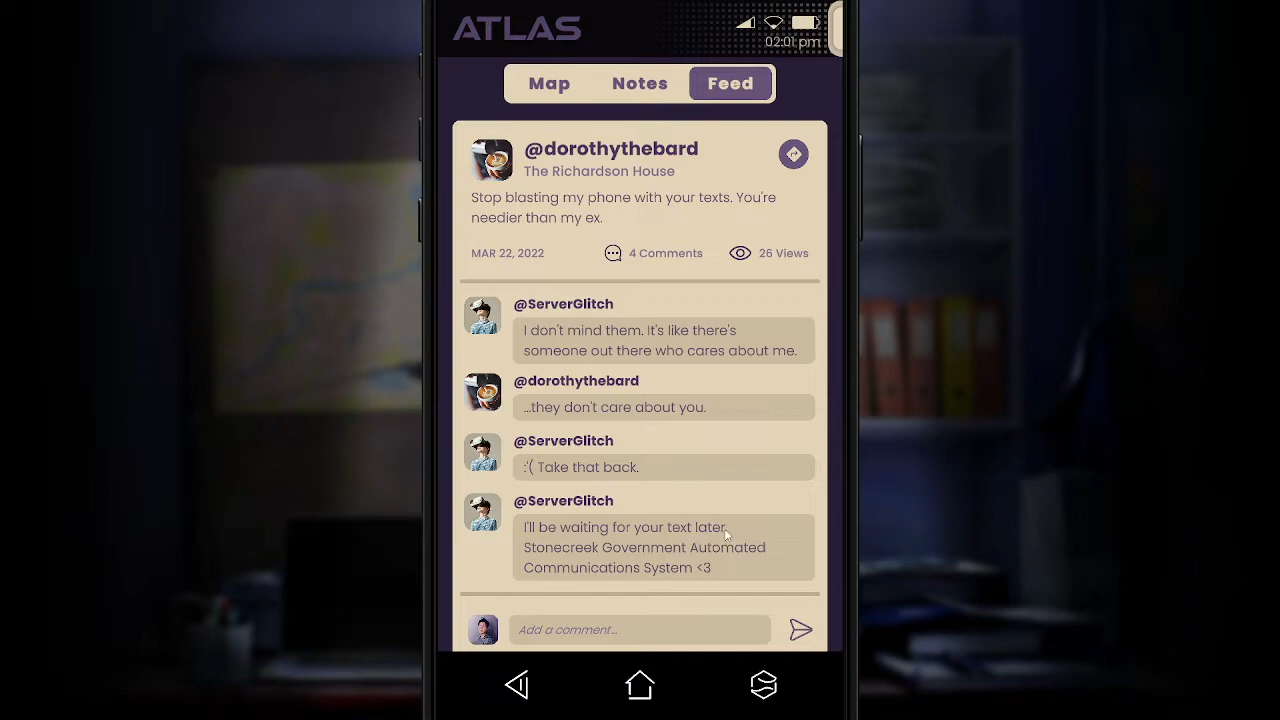 ATLAS
02:01 pm
Map Notes Feed
@dorothythebard
The Richardson House
Stop blasting my phone with your texts. You're
needier than my ex.
MAR 22, 2022 4 Comments 26 Views
@ServerGlitch
I don't mind them. It's like there's
someone out there who cares about me.
@dorothythebard
...they don't care about you.
@ServerGlitch
:'( Take that back.
@ServerGlitch
I'll be waiting for your text later,
Stonecreek Government Automated
Communications System <3
Add a comment...